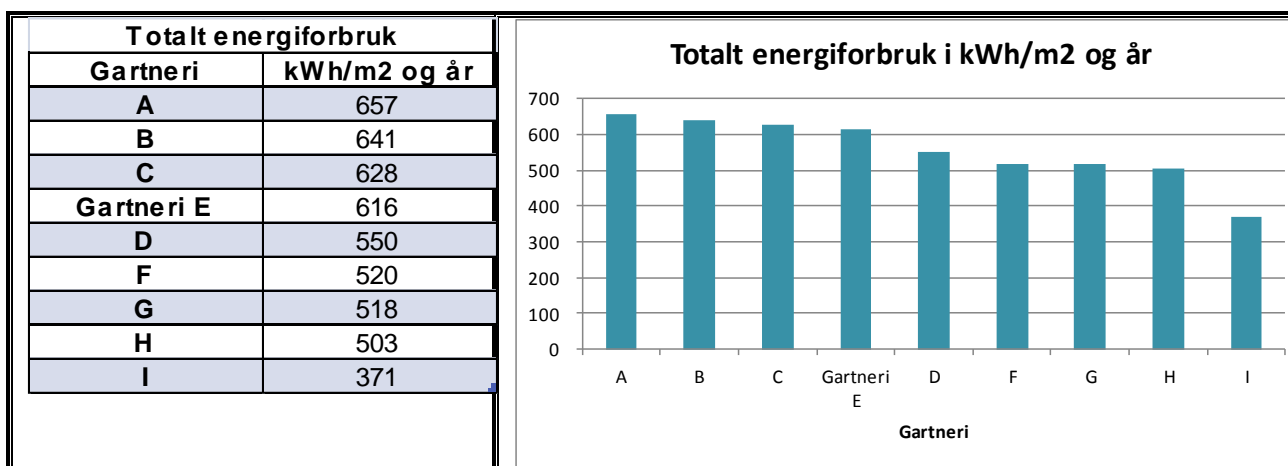 Totalt energiforbruk
Gartneri kWh/m2 og år
A 657
B 641
C 628
Gartneri E 616
D 550
F 520
G 518
H 503
I 371
Totalt energiforbruk i kWh/m2 og år
700
600
500
400
300
200
100
0
A B C Gartneri D F G H I
E
Gartneri